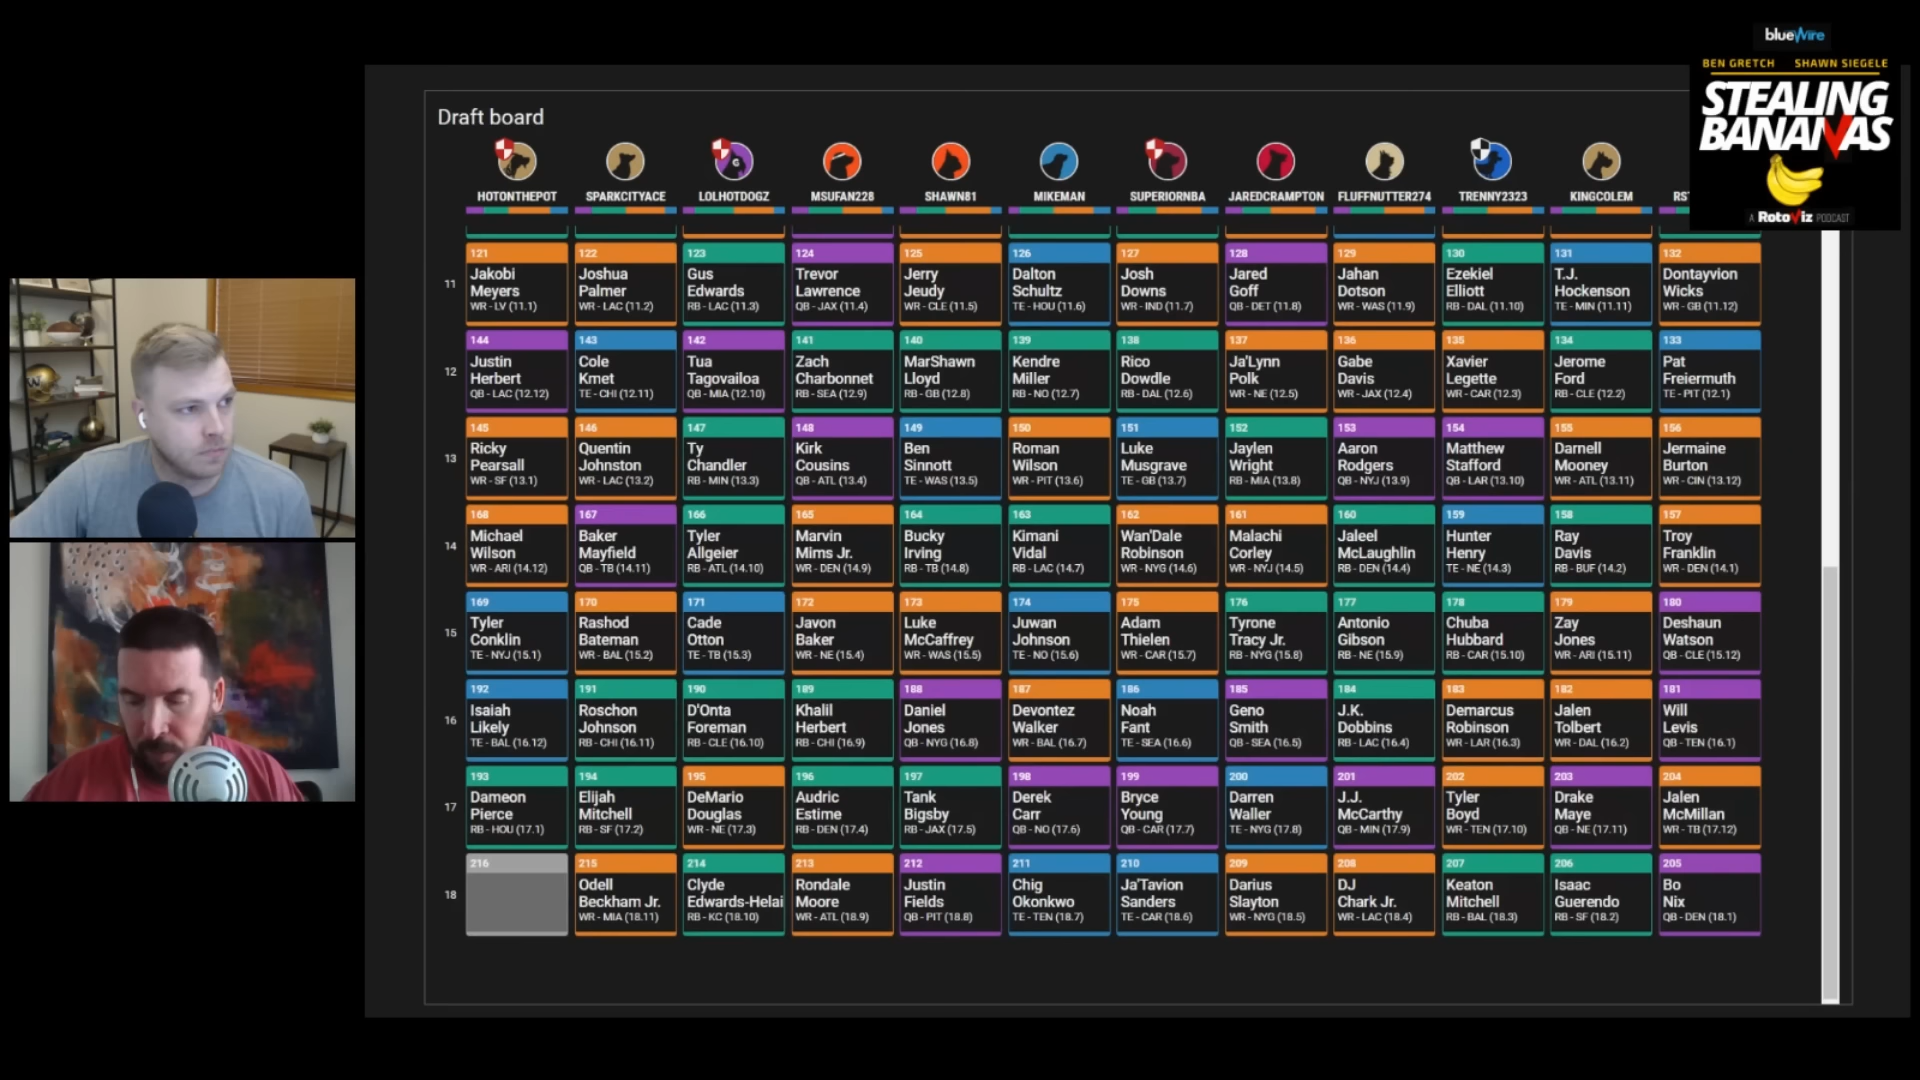 blueWire
BEN GRETCH SHAWN SIEGELE
STEALING
BANANAS
A RotoViz PODCAST
Draft board
HOTONTHEPOT SPARKCITYACE LOLHOTDOGZ MSUFAN228 SHAWN81 MIKEMAN SUPERIORNBA JAREDCRAMPTON FLUFFNUTTER274 TRENNY2323 KINGCOLEM RS
121 122 123 124 125 126 127 128 129 130 131 132
11 Jakobi Joshua Gus Trevor Jerry Dalton Josh Jared Jahan Ezekiel T.J. Dontayvion
Meyers Palmer Edwards Lawrence Jeudy Schultz Downs Goff Dotson Elliott Hockenson Wicks
WR - LV (11.1) WR - LAC (11.2) RB - LAC (11.3) QB - JAX (11.4) WR - CLE (11.5) TE - HOU (11.6) WR - IND (11.7) QB - DET (11.8) WR - WAS (11.9) RB - DAL (11.10) TE - MIN (11.11) WR - GB (11.12)
144 143 142 141 140 139 138 137 136 135 134 133
12 Justin Cole Tua Zach MarShawn Kendre Rico Ja'Lynn Gabe Xavier Jerome Pat
Herbert Kmet Tagovailoa Charbonnet Lloyd Miller Dowdle Polk Davis Legette Ford Freiermuth
QB - LAC (12.12) TE - CHI (12.11) QB - MIA (12.10) RB - SEA (12.9) RB - GB (12.8) RB - NO (12.7) RB - DAL (12.6) WR - NE (12.5) WR - JAX (12.4) WR - CAR (12.3) RB - CLE (12.2) TE - PIT (12.1)
145 146 147 148 149 150 151 152 153 154 155 156
13 Ricky Quentin Ty Kirk Ben Roman Luke Jaylen Aaron Matthew Darnell Jermaine
Pearsall Johnston Chandler Cousins Sinnott Wilson Musgrave Wright Rodgers Stafford Mooney Burton
WR - SF (13.1) WR - LAC (13.2) RB - MIN (13.3) QB - ATL (13.4) TE - WAS (13.5) WR - PIT (13.6) TE - GB (13.7) RB - MIA (13.8) QB - NYJ (13.9) QB - LAR (13.10) WR - ATL (13.11) WR - CIN (13.12)
168 167 166 165 164 163 162 161 160 159 158 157
14 Michael Baker Tyler Marvin Bucky Kimani Wan'Dale Malachi Jaleel Hunter Ray Troy
Wilson Mayfield Allgeier Mims Jr. Irving Vidal Robinson Corley McLaughlin Henry Davis Franklin
WR - ARI (14.12) QB - TB (14.11) RB - ATL (14.10) WR - DEN (14.9) RB - TB (14.8) RB - LAC (14.7) WR - NYG (14.6) WR - NYJ (14.5) RB - DEN (14.4) TE - NE (14.3) RB - BUF (14.2) WR - DEN (14.1)
169 170 171 172 173 174 175 176 177 178 179 180
15 Tyler Rashod Cade Javon Luke Juwan Adam Tyrone Antonio Chuba Zay Deshaun
Conklin Bateman Otton Baker McCaffrey Johnson Thielen Tracy Jr. Gibson Hubbard Jones Watson
TE - NYJ (15.1) WR - BAL (15.2) TE - TB (15.3) WR - NE (15.4) WR - WAS (15.5) TE - NO (15.6) WR - CAR (15.7) RB - NYG (15.8) RB - NE (15.9) RB - CAR (15.10) WR - ARI (15.11) QB - CLE (15.12)
192 191 190 189 188 187 186 185 184 183 182 181
16 Isaiah Roschon D'Onta Khalil Daniel Devontez Noah Geno J.K. Demarcus Jalen Will
Likely Johnson Foreman Herbert Jones Walker Fant Smith Dobbins Robinson Tolbert Levis
TE - BAL (16.12) RB - CHI (16.11) RB - CLE (16.10) RB - CHI (16.9) QB - NYG (16.8) WR - BAL (16.7) TE - SEA (16.6) QB - SEA (16.5) RB - LAC (16.4) WR - LAR (16.3) WR - DAL (16.2) QB - TEN (16.1)
193 194 195 196 197 198 199 200 201 202 203 204
17 Dameon Elijah DeMario Audric Tank Derek Bryce Darren J.J. Tyler Drake Jalen
Pierce Mitchell Douglas Estime Bigsby Carr Young Waller McCarthy Boyd Maye McMillan
RB - HOU (17.1) RB - SF (17.2) WR - NE (17.3) RB - DEN (17.4) RB - JAX (17.5) QB - NO (17.6) QB - CAR (17.7) TE - NYG (17.8) QB - MIN (17.9) WR - TEN (17.10) QB - NE (17.11) WR - TB (17.12)
216 215 214 213 212 211 210 209 208 207 206 205
18 Odell Clyde Rondale Justin Chig Ja'Tavion Darius DJ Keaton Isaac Bo
Beckham Jr. Edwards-Helai Moore Fields Okonkwo Sanders Slayton Chark Jr. Mitchell Guerendo Nix
WR - MIA (18.11) RB - KC (18.10) WR - ATL (18.9) QB - PIT (18.8) TE - TEN (18.7) TE - CAR (18.6) WR - NYG (18.5) WR - LAC (18.4) RB - BAL (18.3) RB - SF (18.2) QB - DEN (18.1)